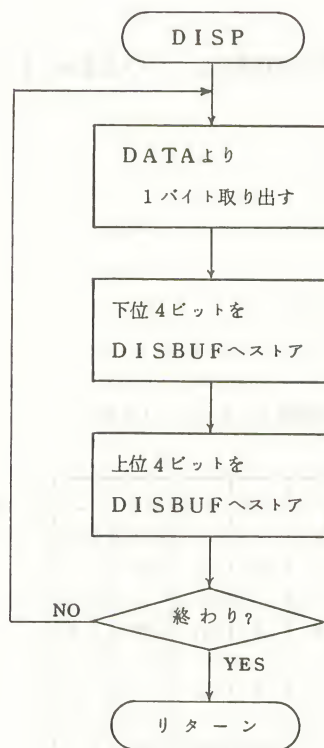 DISP
DATAより
1バイト取り出す
下位4ビットを
DISBUFへストア
上位4ビットを
DISBUFへストア
終わり?
NO
YES
リターン